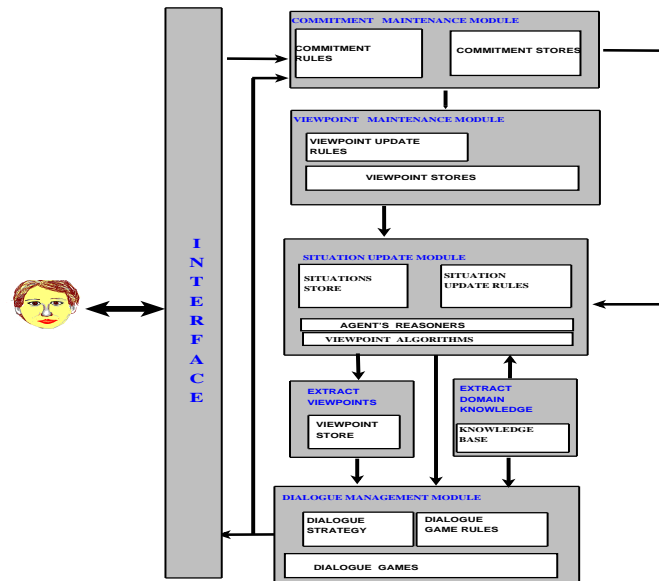 COMMITMENT MAINTENANCE MODULE
COMMITMENT
RULES
COMMITMENT STORES
VIEWPOINT MAINTENANCE MODULE
VIEWPOINT UPDATE
RULES
VIEWPOINT STORES
INTERFACE
SITUATION UPDATE MODULE
SITUATIONS
STORE
SITUATION
UPDATE RULES
AGENT'S REASONERS
VIEWPOINT ALGORITHMS
EXTRACT
VIEWPOINTS
VIEWPOINT
STORE
EXTRACT
DOMAIN
KNOWLEDGE
KNOWLEDGE
BASE
DIALOGUE MANAGEMENT MODULE
DIALOGUE
STRATEGY
DIALOGUE
GAME RULES
DIALOGUE GAMES